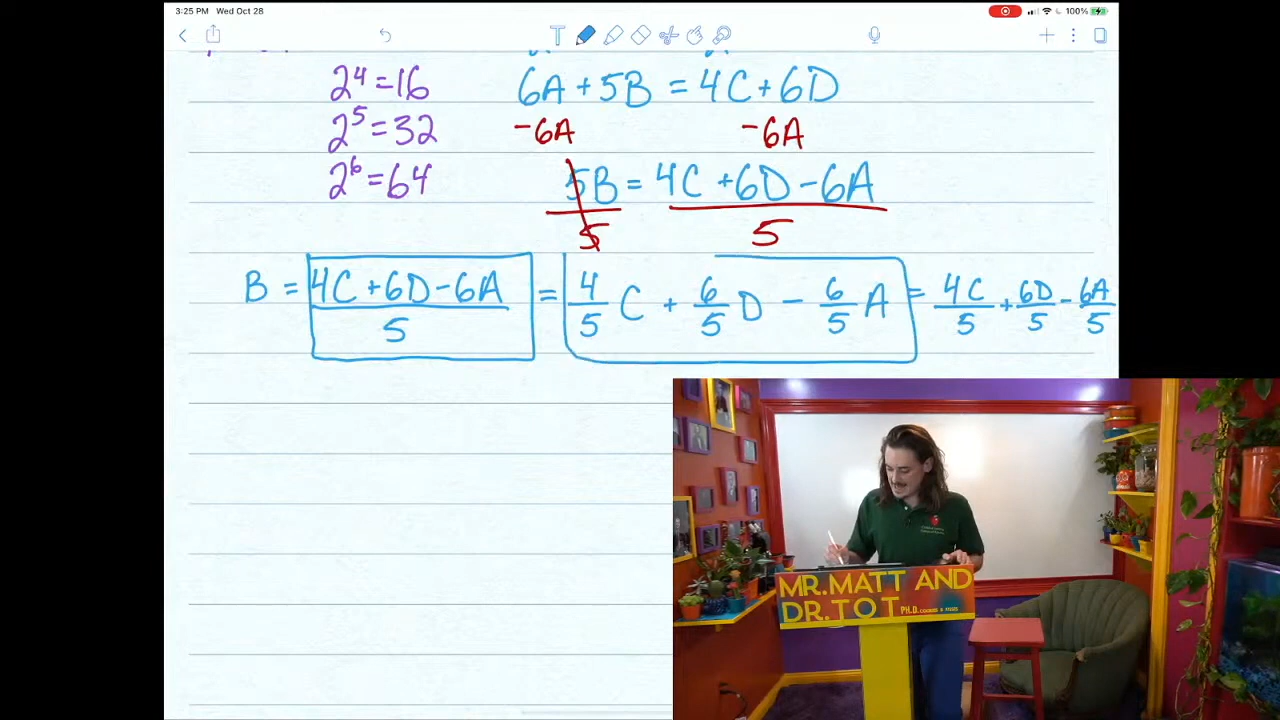 3:25 PM Wed Oct 28
100%
T
2⁴=16
2⁵=32
2⁶=64
6A+5B=4C+6D
-6A -6A
5B=4C+6D-6A
5 5
B = 4C+6D-6A / 5 = 4/5 C + 6/5 D - 6/5 A = 4C/5 + 6D/5 - 6A/5
MR.MATT AND
DR.TOT PH.D.